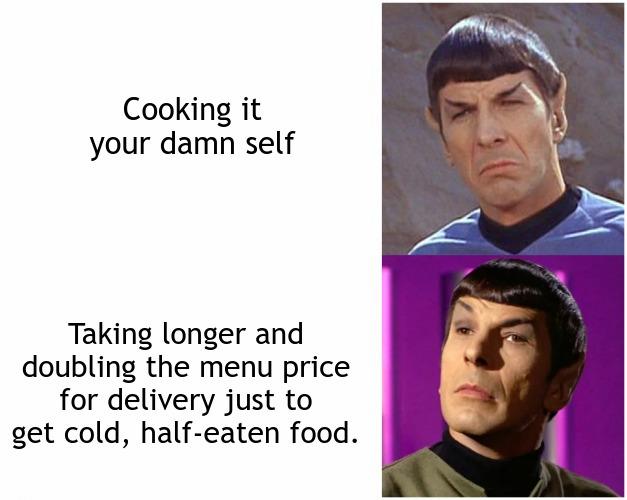 Cooking it
your damn self
Taking longer and
doubling the menu price
for delivery just to
get cold, half-eaten food.